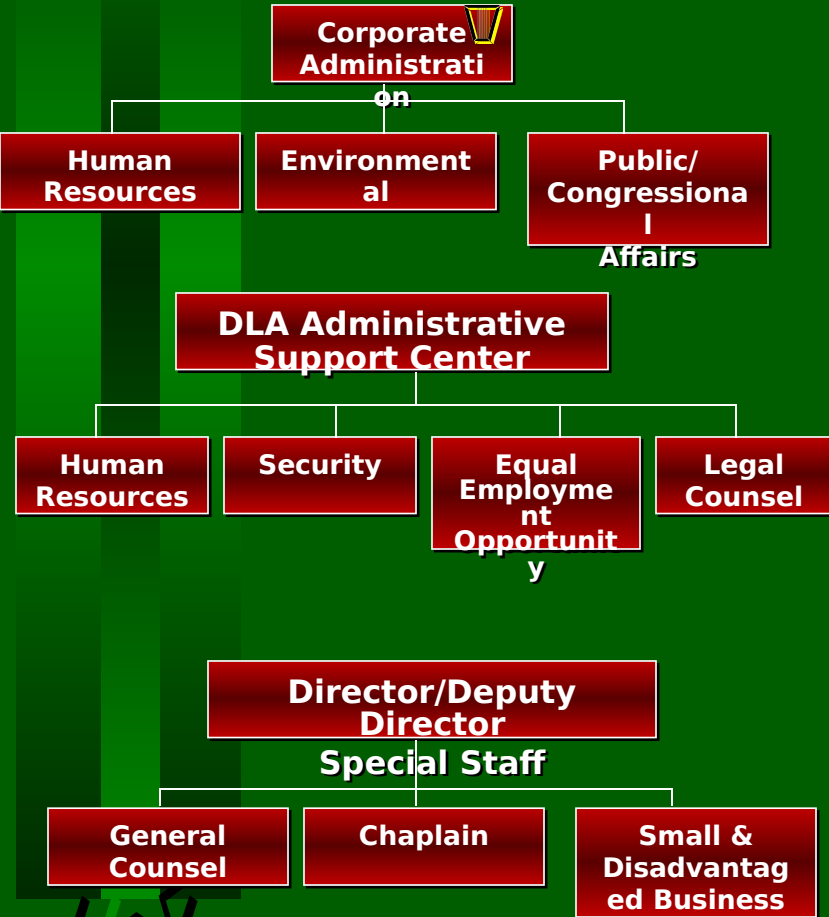 Corporate
Administrati
on
Human
Resources
Environment
al
Public/
Congressiona
l
Affairs
DLA Administrative
Support Center
Human
Resources
Security
Equal
Employme
nt
Opportunit
y
Legal
Counsel
Director/Deputy
Director
Special Staff
General
Counsel
Chaplain
Small &
Disadvantag
ed Business